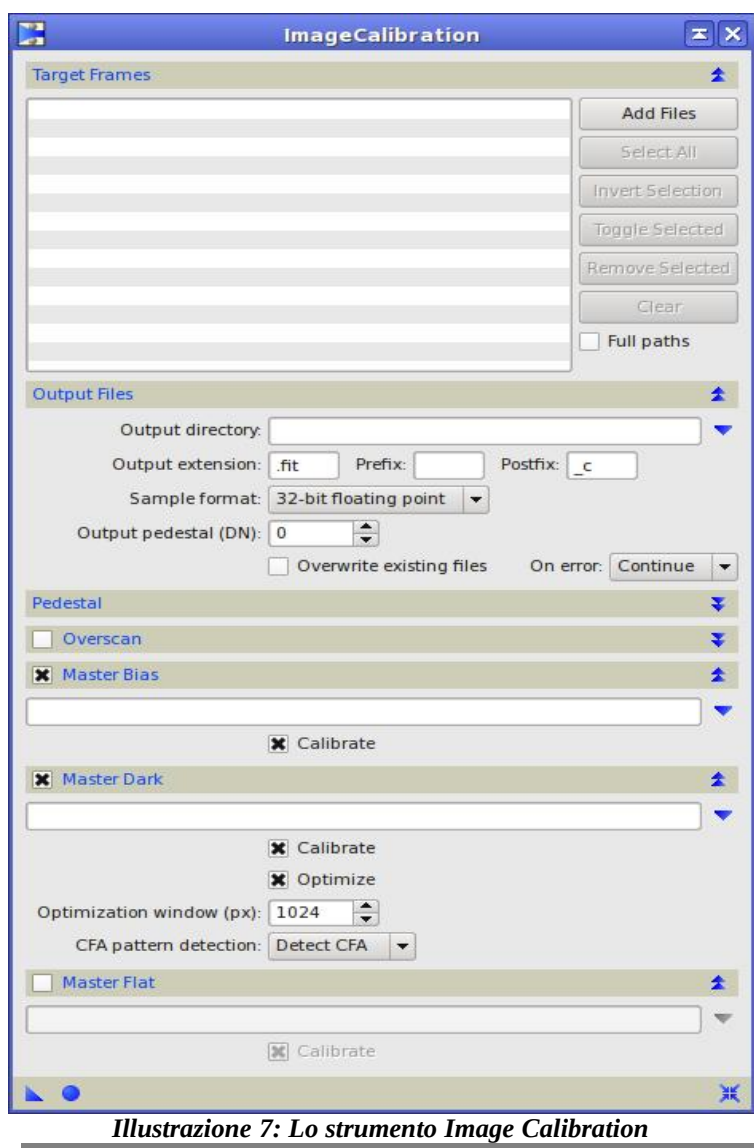 ImageCalibration
Target Frames
Add Files
Select All
Invert Selection
Toggle Selected
Remove Selected
Clear
Full paths
Output Files
Output directory:
Output extension: .fit Prefix: Postfix: _c
Sample format: 32-bit floating point
Output pedestal (DN): 0
Overwrite existing files On error: Continue
Pedestal
Overscan
Master Bias
Calibrate
Master Dark
Calibrate
Optimize
Optimization window (px): 1024
CFA pattern detection: Detect CFA
Master Flat
Calibrate
Illustrazione 7: Lo strumento Image Calibration